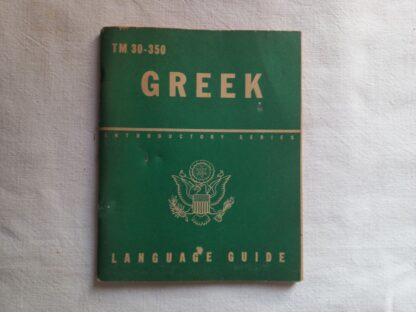 TM 30-350
GREEK
INTRODUCTORY SERIES
LANGUAGE GUIDE